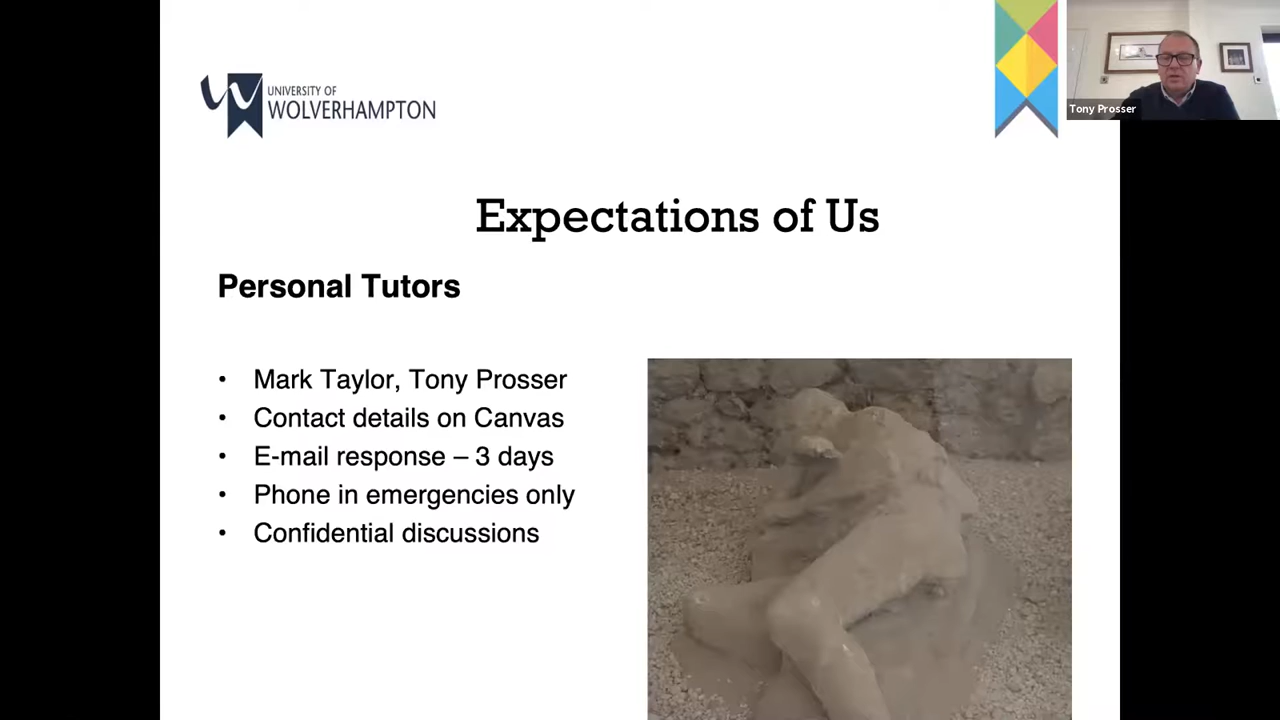 UNIVERSITY OF
WOLVERHAMPTON
Tony Prosser
Expectations of Us
Personal Tutors
• Mark Taylor, Tony Prosser
• Contact details on Canvas
• E-mail response – 3 days
• Phone in emergencies only
• Confidential discussions